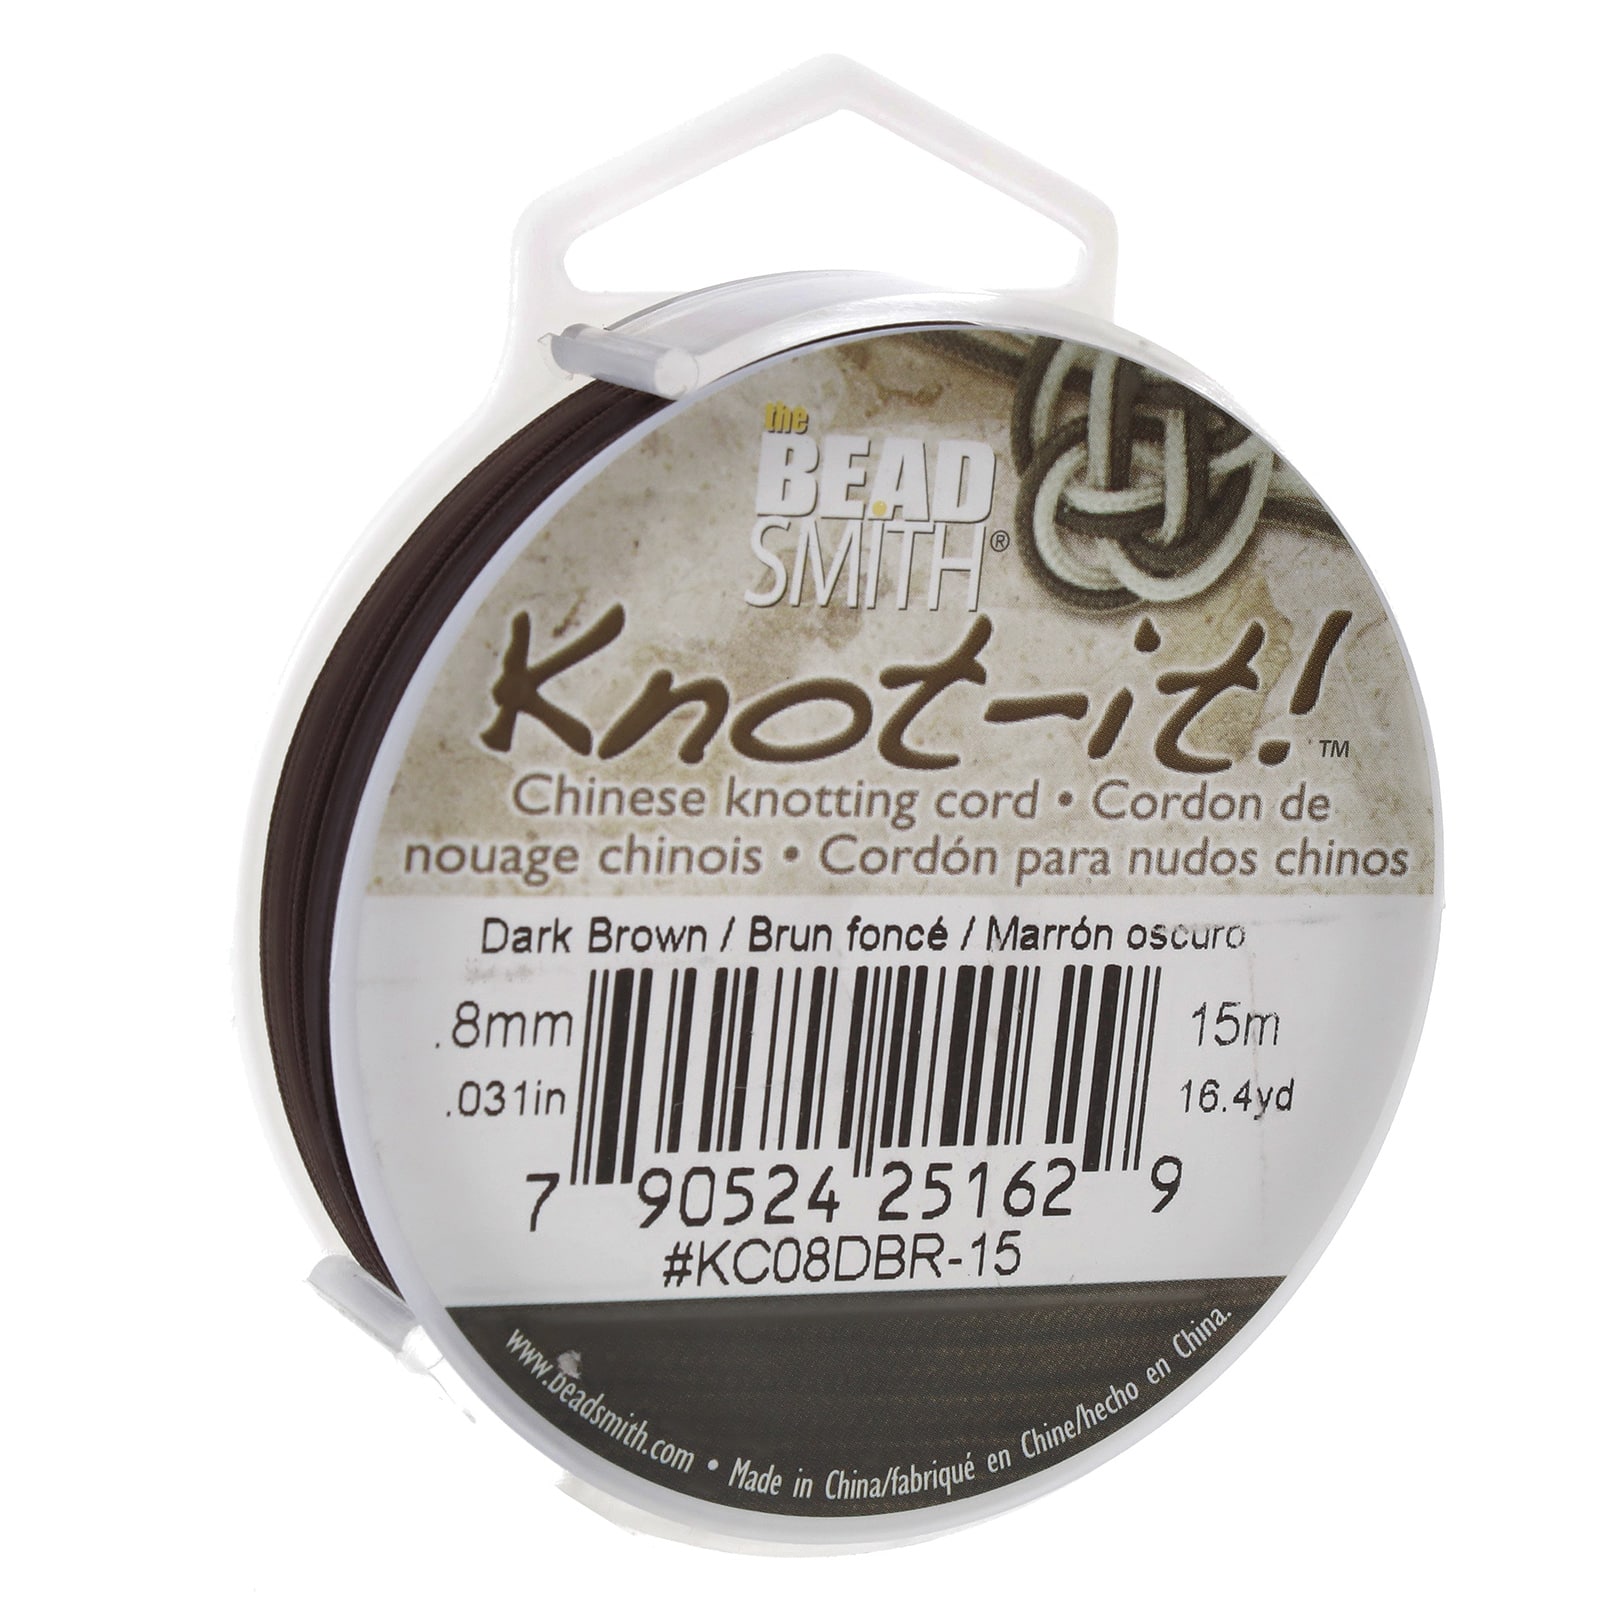 the
BEAD
SMITH®
Knot-it!™
Chinese knotting cord • Cordon de
nouage chinois • Cordón para nudos chinos
Dark Brown / Brun foncé / Marrón oscuro
.8mm
.031in
15m
16.4yd
7 90524 25162 9
#KC08DBR-15
www.beadsmith.com • Made in China/fabriqué en Chine/hecho en China.